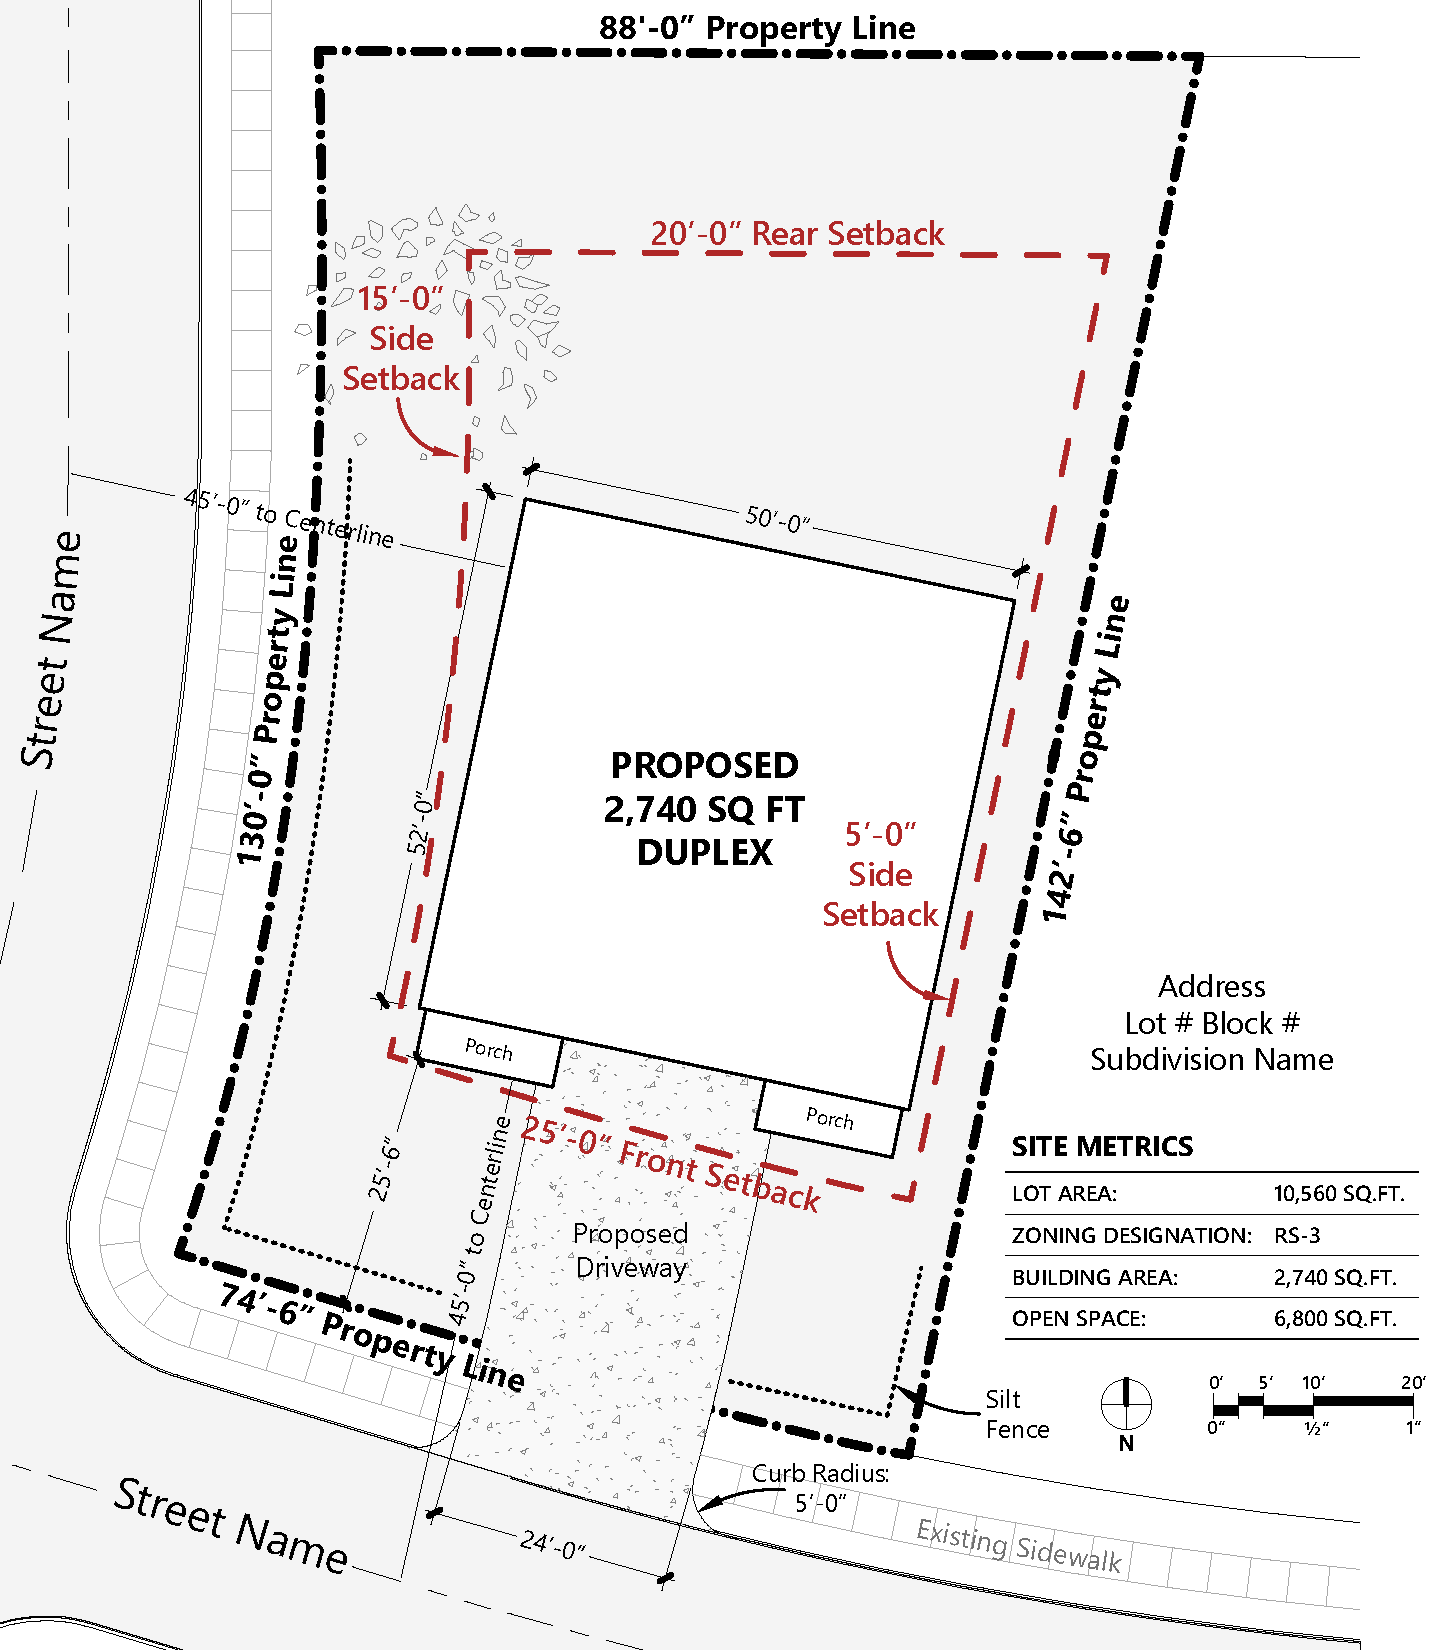 88'-0” Property Line
20’-0” Rear Setback
15’-0”
Side
Setback
45’-0” to Centerline
50’-0”
Street Name
130’-0” Property Line
52’-0”
PROPOSED
2,740 SQ FT
DUPLEX
5’-0”
Side
Setback
142’-6” Property Line
Address
Lot # Block #
Subdivision Name
Porch
Porch
25’-0” Front Setback
25’-6”
45’-0” to Centerline
Proposed
Driveway
74’-6” Property Line
SITE METRICS
LOT AREA: 10,560 SQ.FT.
ZONING DESIGNATION: RS-3
BUILDING AREA: 2,740 SQ.FT.
OPEN SPACE: 6,800 SQ.FT.
Silt
Fence
N
0’ 5’ 10’ 20’
0” ½” 1”
Curb Radius:
5’-0”
Street Name
24’-0”
Existing Sidewalk